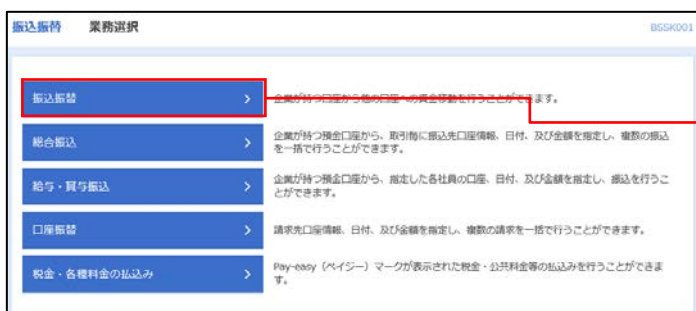 振込振替 業務選択 BSSK001
振込振替
企業が持つ口座から他の口座への資金移動を行うことができます。
総合振込
企業が持つ預金口座から、取引毎に振込先口座情報、日付、及び金額を指定し、複数の振込
を一括で行うことができます。
給与・賞与振込
企業が持つ預金口座から、指定した各社員の口座、日付、及び金額を指定し、振込を行うこ
とができます。
口座振替
請求先口座情報、日付、及び金額を指定し、複数の請求を一括で行うことができます。
税金・各種料金の払込み
Pay-easy（ペイジー）マークが表示された税金・公共料金等の払込みを行うことができま
す。